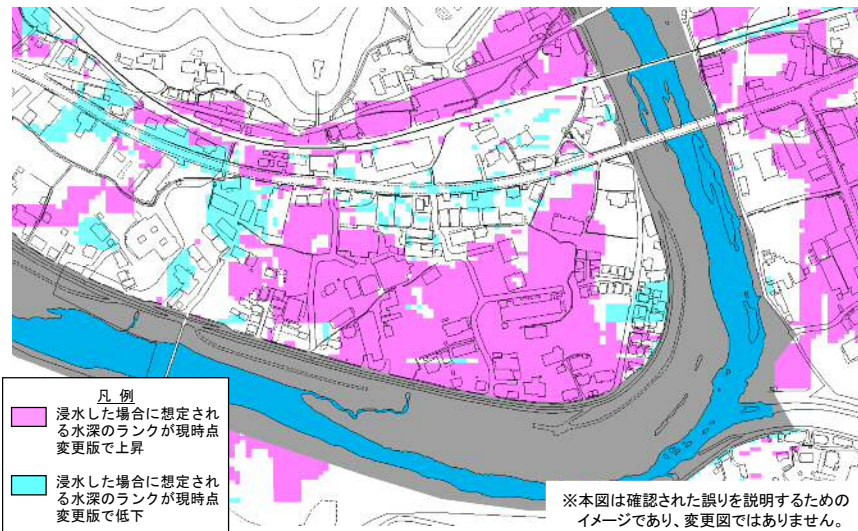 凡 例
浸水した場合に想定され
る水深のランクが現時点
変更版で上昇
浸水した場合に想定され
る水深のランクが現時点
変更版で低下
※本図は確認された誤りを説明するための
イメージであり、変更図ではありません。